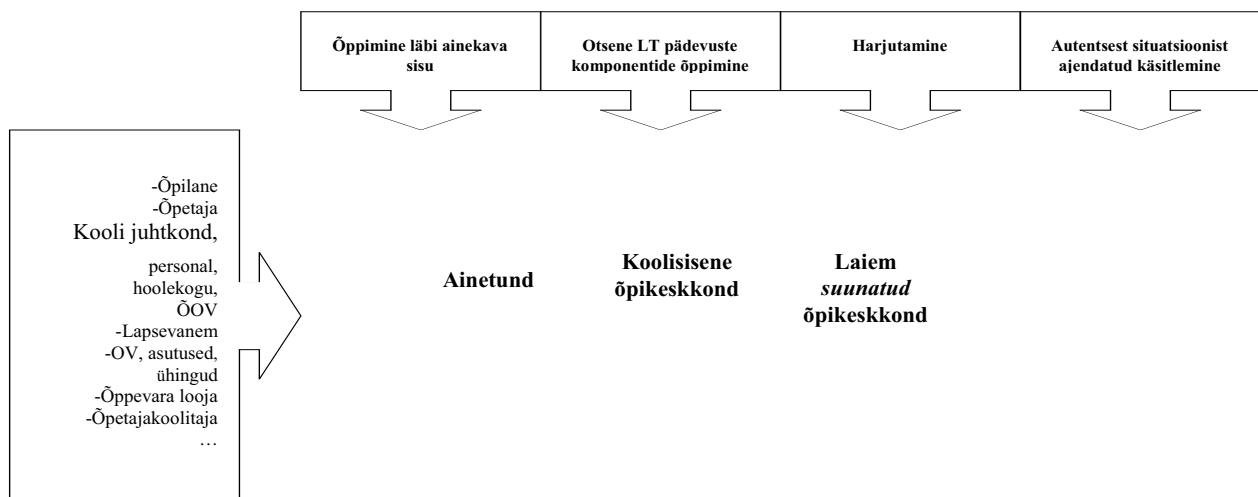 Õppimine läbi ainekava
sisu
Otsene LT pädevuste
komponentide õppimine
Harjutamine
Autentsest situatsioonist
ajendatud käsitlemine
-Õpilane
-Õpetaja
Kooli juhtkond,
personal,
hoolekogu,
ÕOV
-Lapsevanem
-OV, asutused,
ühingud
-Õppevara looja
-Õpetajakoolitaja
…
Ainetund
Koolisisene
õpikeskkond
Laiem
suunatud
õpikeskkond